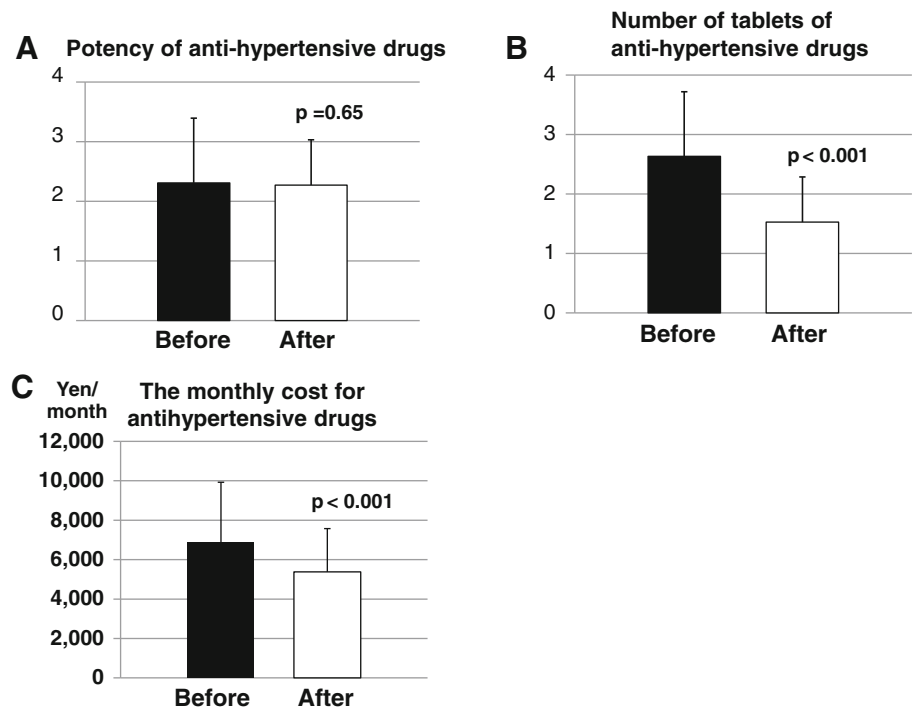 A Potency of anti-hypertensive drugs
4
3
2
1
0
p =0.65
Before After
B Number of tablets of
anti-hypertensive drugs
4
3
2
1
0
p < 0.001
Before After
C Yen/
month
The monthly cost for
antihypertensive drugs
12,000
10,000
8,000
6,000
4,000
2,000
0
p < 0.001
Before After